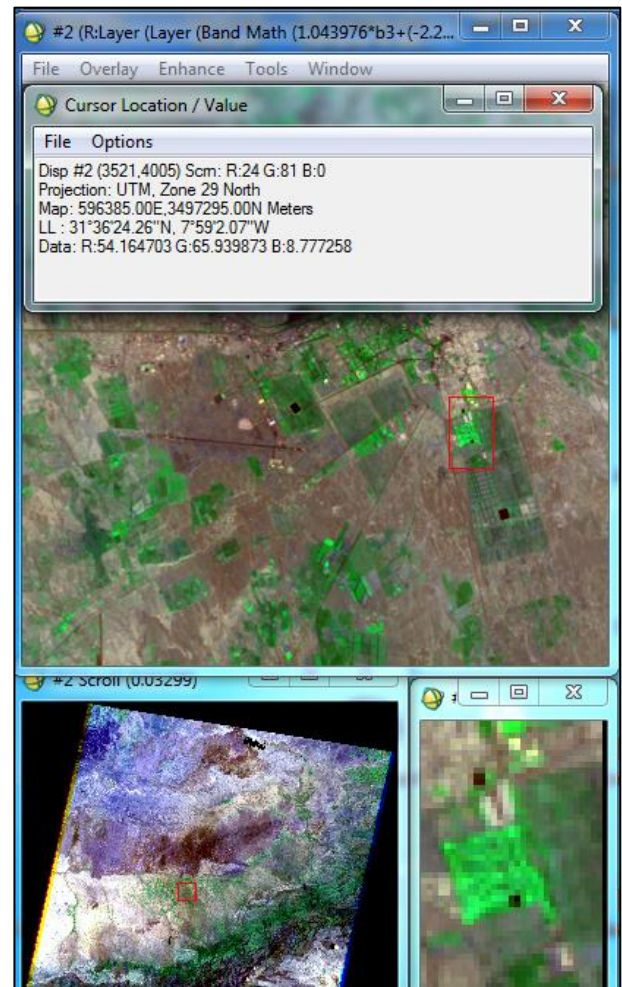 #2 (R:Layer (Layer (Band Math (1.043976*b3+(-2.2...
File Overlay Enhance Tools Window
Cursor Location / Value
File Options
Disp #2 (3521,4005) Scrn: R:24 G:81 B:0
Projection: UTM, Zone 29 North
Map: 596385.00E,3497295.00N Meters
LL : 31°36'24.26"N, 7°59'2.07"W
Data: R:54.164703 G:65.939873 B:8.777258
#2 Scroll (0.03299)